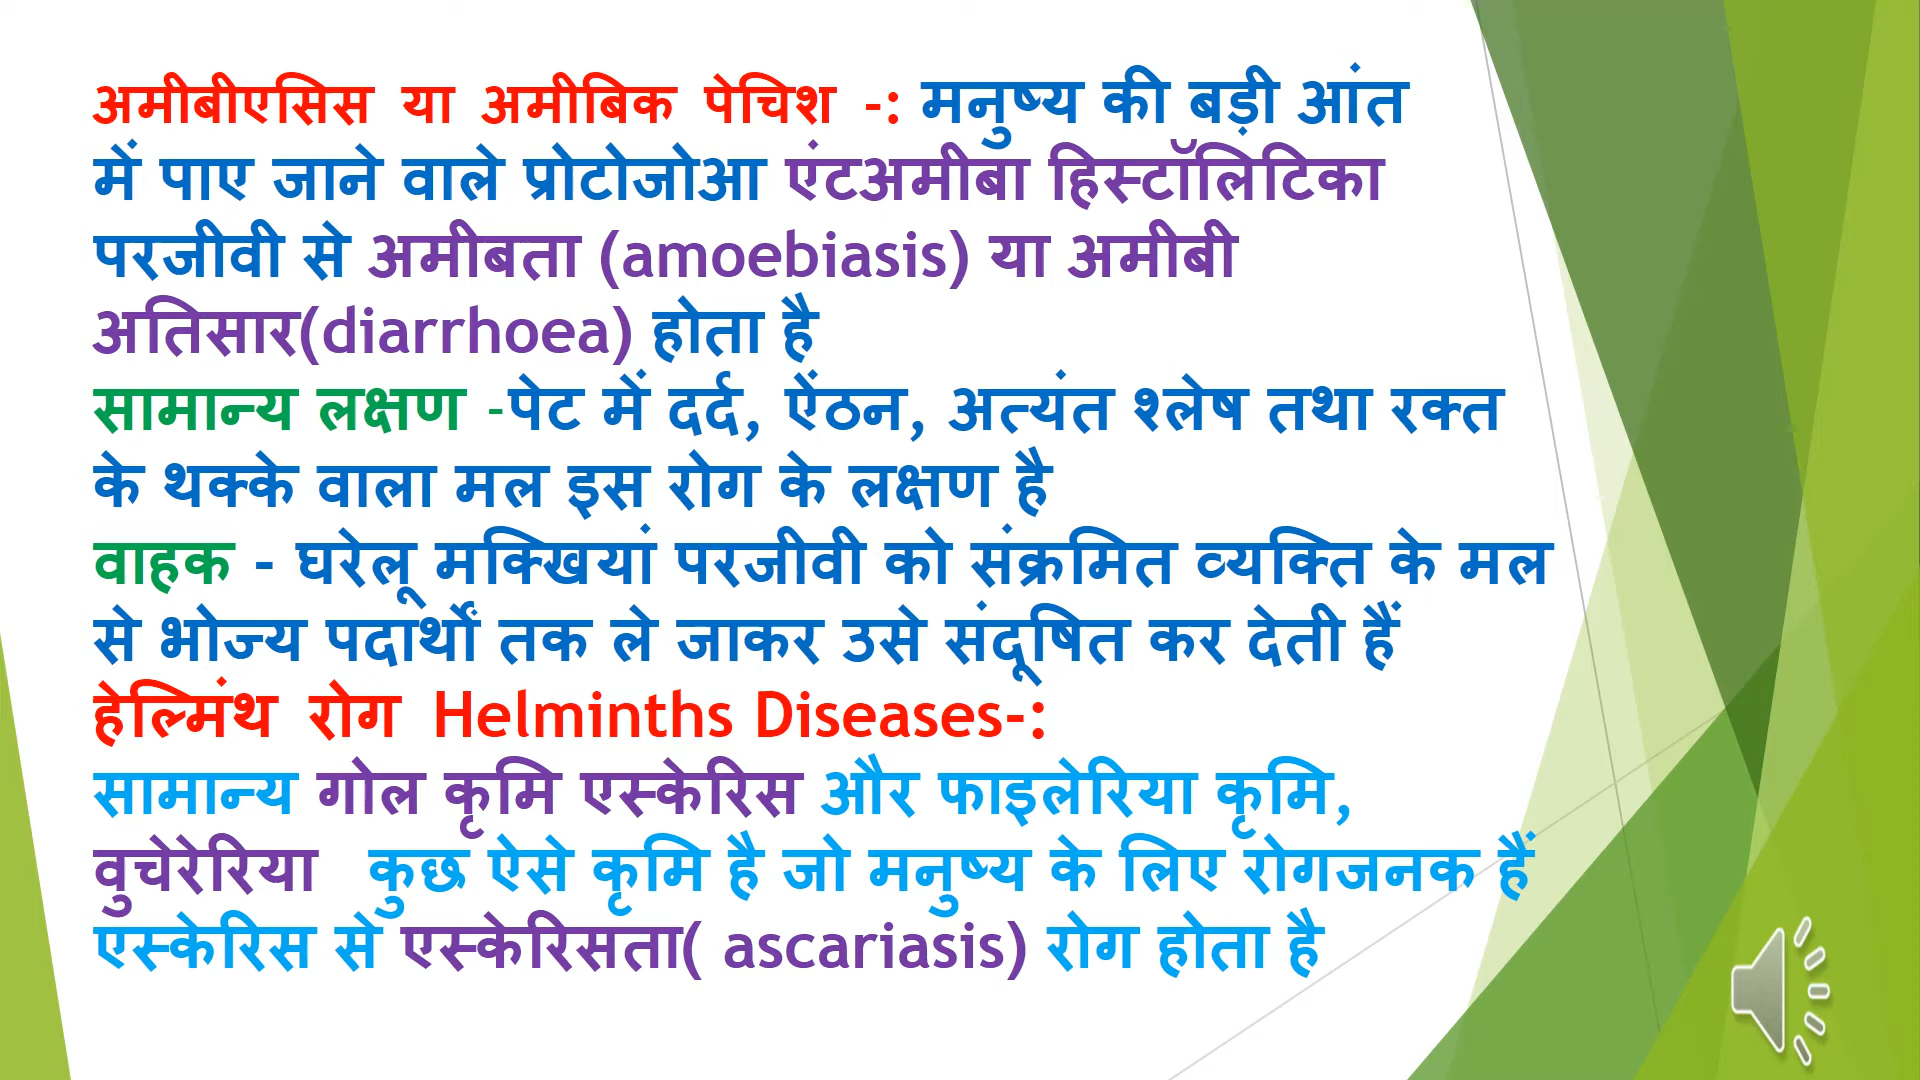 अमीबीएसिस या अमीबिक पेचिश -: मनुष्य की बड़ी आंत
में पाए जाने वाले प्रोटोजोआ एंटअमीबा हिस्टॉलिटिका
परजीवी से अमीबता (amoebiasis) या अमीबी
अतिसार(diarrhoea) होता है
सामान्य लक्षण -पेट में दर्द, ऐंठन, अत्यंत श्लेष तथा रक्त
के थक्के वाला मल इस रोग के लक्षण है
वाहक - घरेलू मक्खियां परजीवी को संक्रमित व्यक्ति के मल
से भोज्य पदार्थों तक ले जाकर उसे संदूषित कर देती हैं
हेल्मिंथ रोग Helminths Diseases-:
सामान्य गोल कृमि एस्केरिस और फाइलेरिया कृमि,
वुचेरेरिया कुछ ऐसे कृमि है जो मनुष्य के लिए रोगजनक हैं
एस्केरिस से एस्केरिसता( ascariasis) रोग होता है